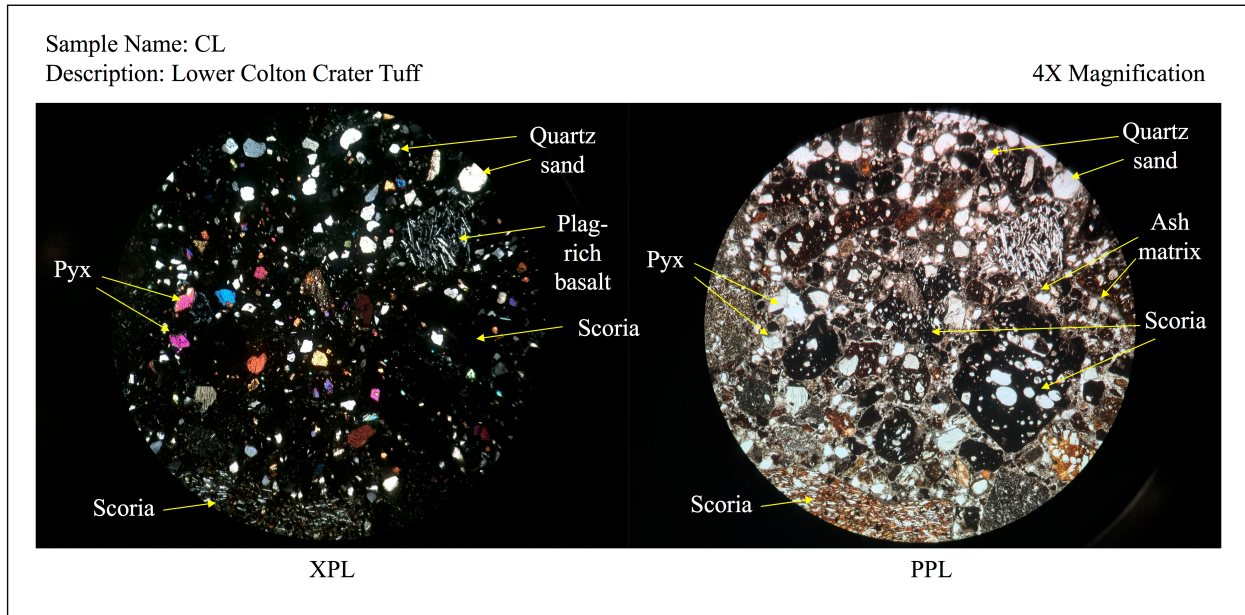 Sample Name: CL
Description: Lower Colton Crater Tuff
4X Magnification
Quartz
sand
Plag-
rich
basalt
Pyx
Scoria
Scoria
Quartz
sand
Ash
matrix
Pyx
Scoria
Scoria
XPL
PPL